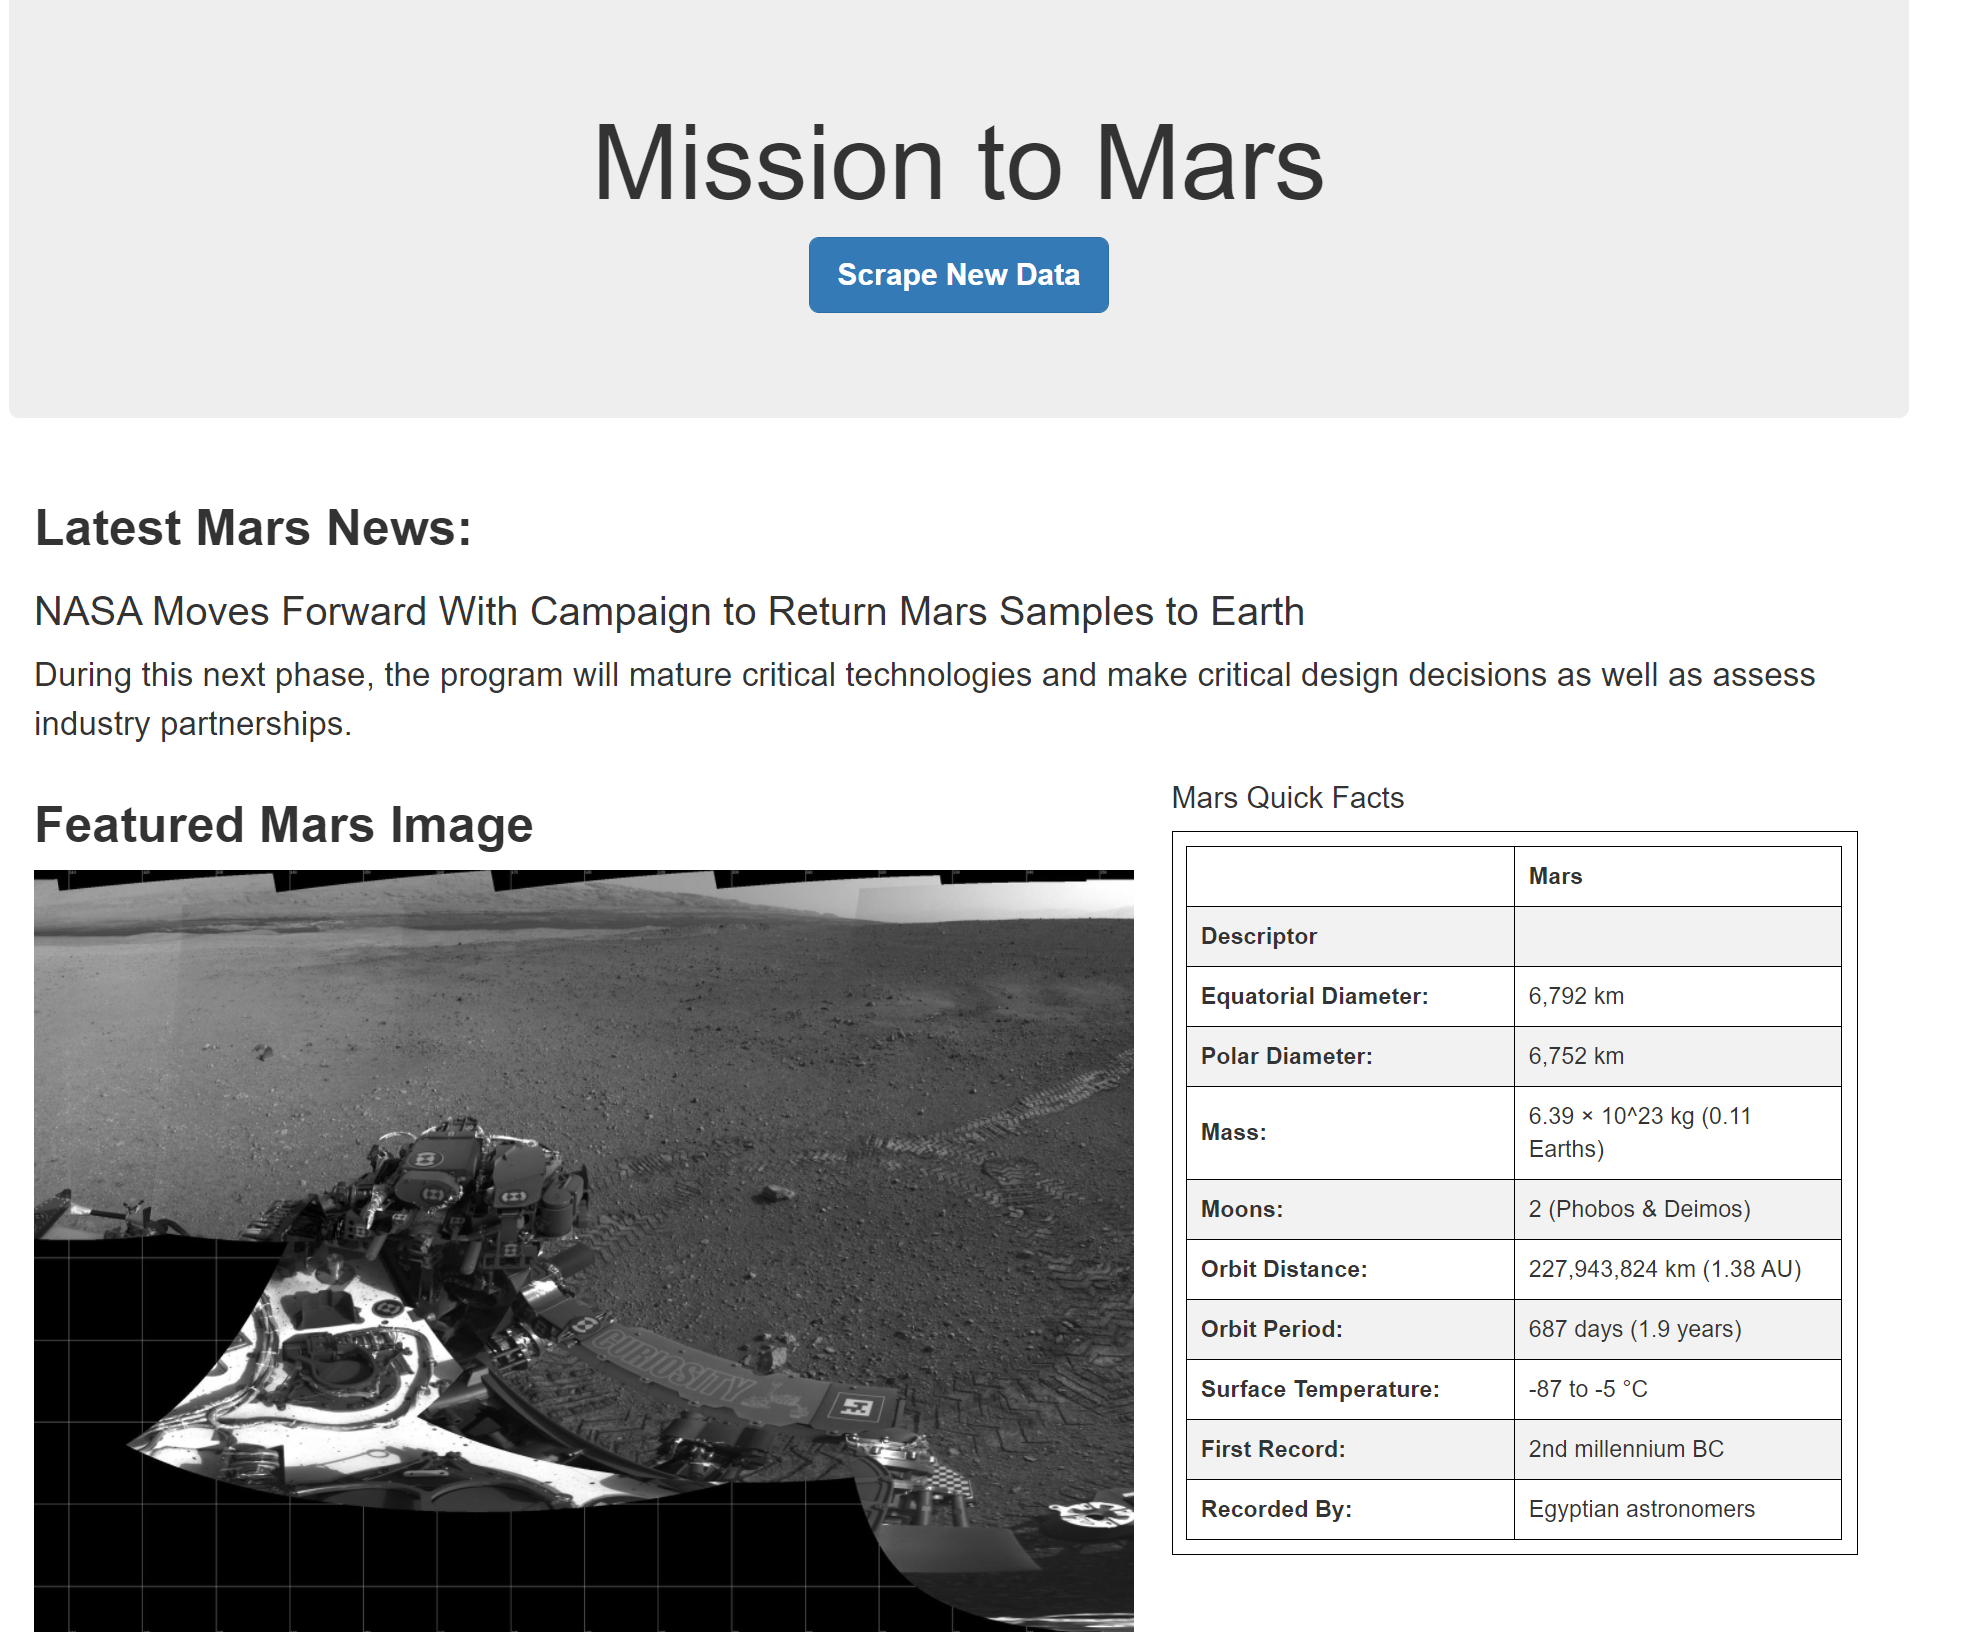 Mission to Mars
Scrape New Data
Latest Mars News:
NASA Moves Forward With Campaign to Return Mars Samples to Earth
During this next phase, the program will mature critical technologies and make critical design decisions as well as assess
industry partnerships.
Featured Mars Image
CURIOSITY
Mars Quick Facts
Mars
Descriptor
Equatorial Diameter: 6,792 km
Polar Diameter: 6,752 km
Mass: 6.39 × 10^23 kg (0.11
Earths)
Moons: 2 (Phobos & Deimos)
Orbit Distance: 227,943,824 km (1.38 AU)
Orbit Period: 687 days (1.9 years)
Surface Temperature: -87 to -5 °C
First Record: 2nd millennium BC
Recorded By: Egyptian astronomers